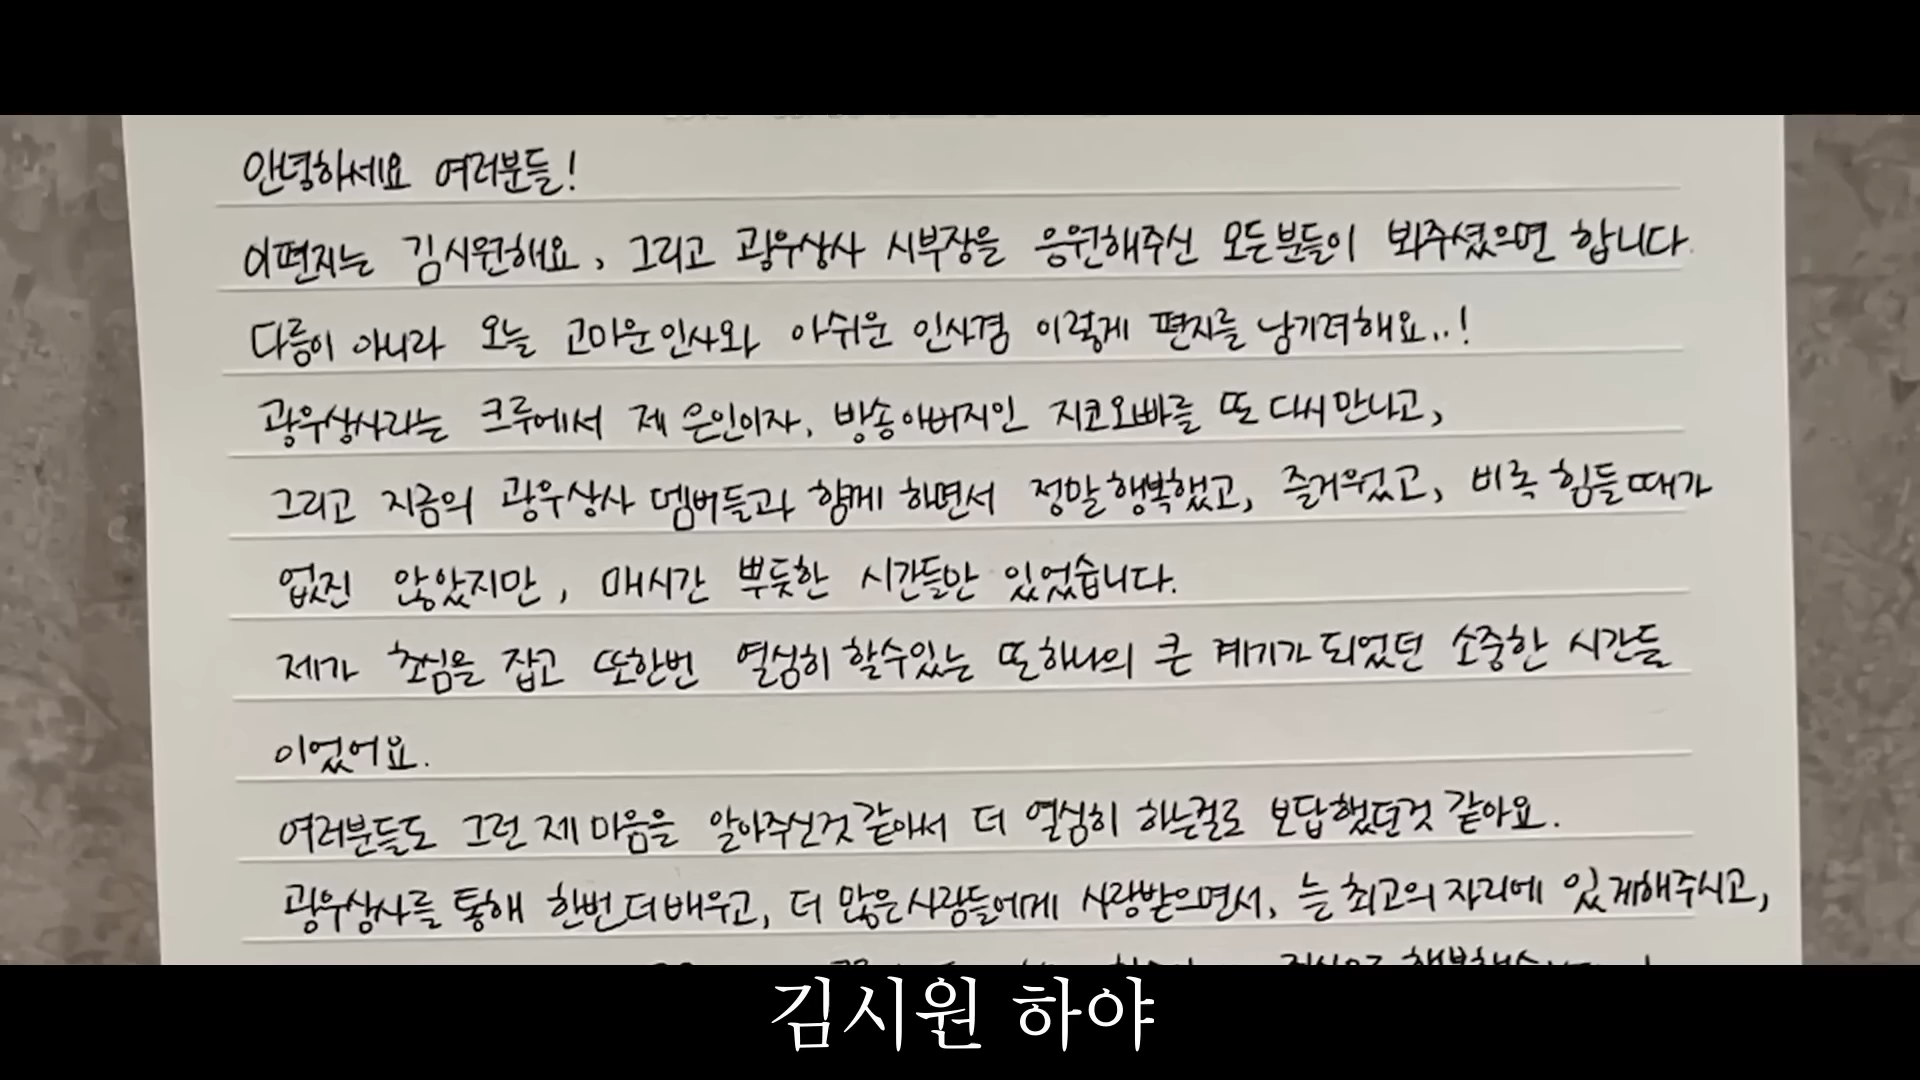 안녕하세요 여러분들!
이편지는 김시원해요, 그리고 광우상사 시부장을 응원해주신 모든분들이 봐주셨으면 합니다.
다름이 아니라 오늘 고마운인사와 아쉬운 인사겸 이렇게 편지를 남기려해요..!
광우상사라는 크루에서 제 은인이자, 방송아버지인 지코오빠를 또 다시만나고,
그리고 지금의 광우상사 멤버들과 함께 하면서 정말행복했고, 즐거웠고, 비록 힘들때가
없진 않았지만, 매시간 뿌듯한 시간들만 있었습니다.
제가 초심을 잡고 또한번 열심히 할수있는 또하나의 큰 계기가 되었던 소중한 시간들
이었어요.
여러분들도 그런 제 마음을 알아주신것 같아서 더 열심히 하는걸로 보답했던것 같아요.
광우상사를 통해 한번 더 배우고, 더 많은사람들에게 사랑받으면서, 늘 최고의 자리에 있게해주시고,
김시원 하야